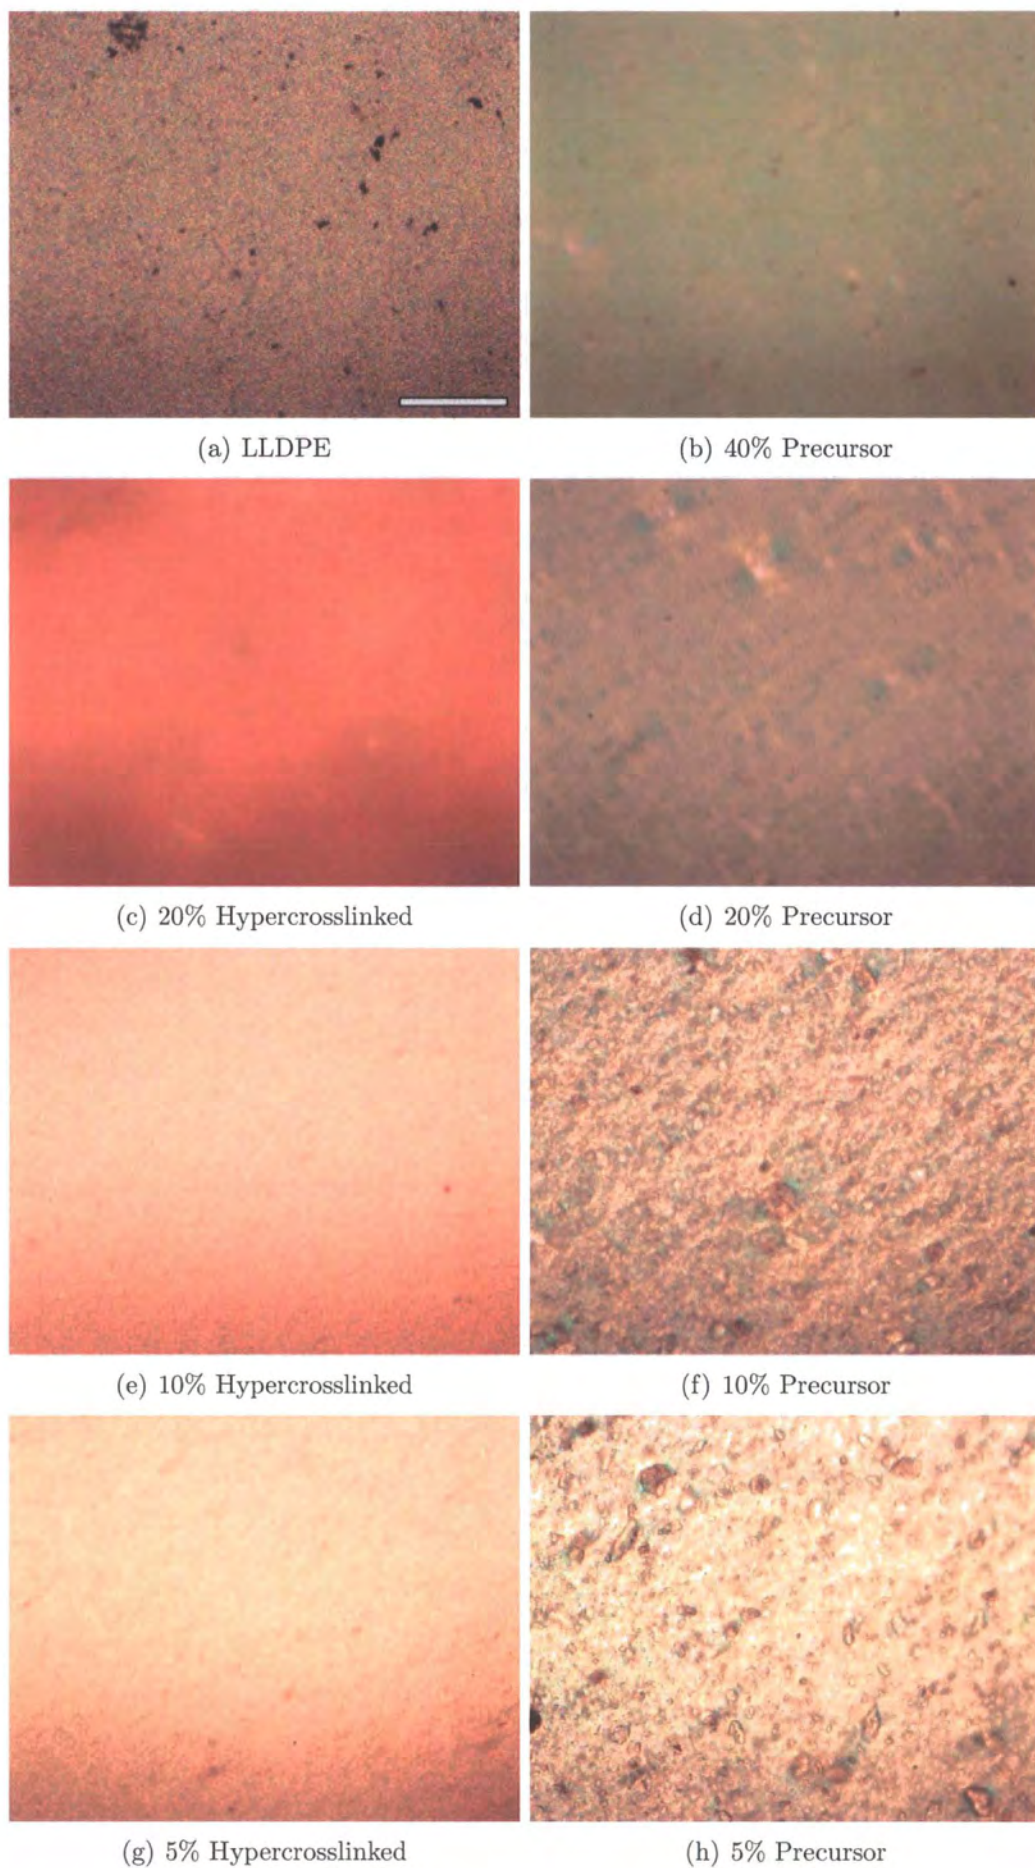 (a) LLDPE
(b) 40% Precursor
(c) 20% Hypercrosslinked
(d) 20% Precursor
(e) 10% Hypercrosslinked
(f) 10% Precursor
(g) 5% Hypercrosslinked
(h) 5% Precursor